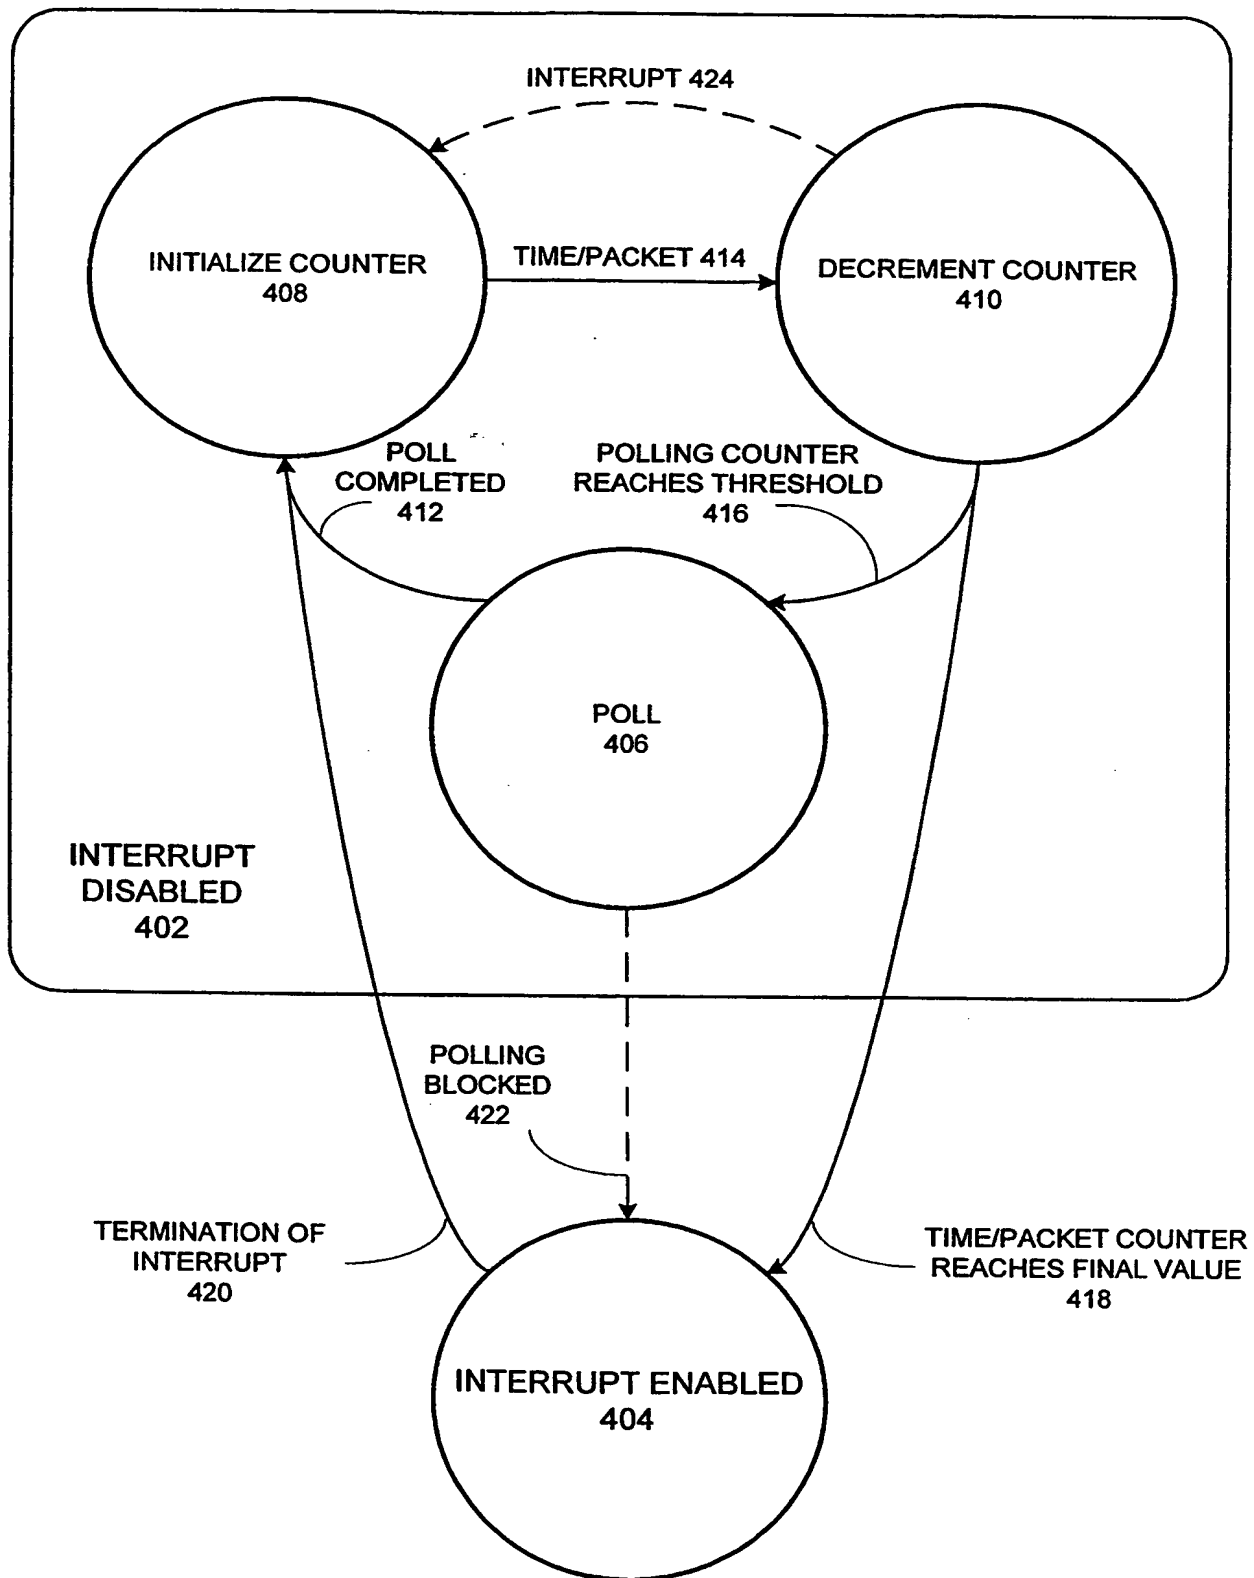 INTERRUPT 424
INITIALIZE COUNTER
408
TIME/PACKET 414
DECREMENT COUNTER
410
POLL
COMPLETED
412
POLLING COUNTER
REACHES THRESHOLD
416
POLL
406
INTERRUPT
DISABLED
402
POLLING
BLOCKED
422
TERMINATION OF
INTERRUPT
420
TIME/PACKET COUNTER
REACHES FINAL VALUE
418
INTERRUPT ENABLED
404